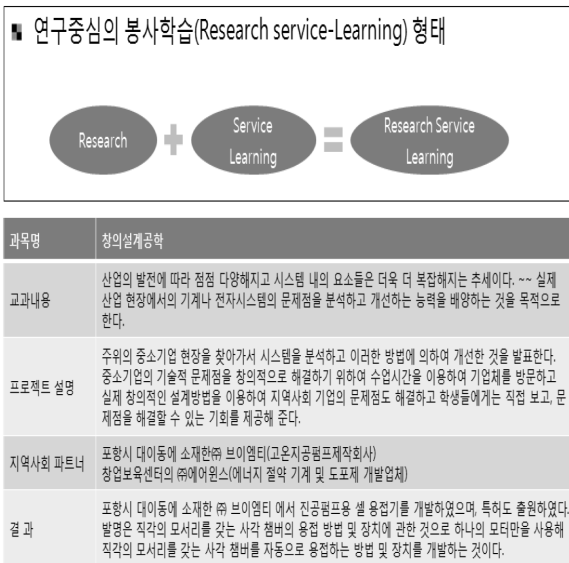 연구중심의 봉사학습(Research service-Learning) 형태
Research
Service
Learning
Research Service
Learning
과목명 창의설계공학
교과내용
산업의 발전에 따라 점점 다양해지고 시스템 내의 요소들은 더욱 더 복잡해지는 추세이다. ~~ 실제
산업 현장에서의 기계나 전자시스템의 문제점을 분석하고 개선하는 능력을 배양하는 것을 목적으로
한다.
프로젝트 설명
주위의 중소기업 현장을 찾아가서 시스템을 분석하고 이러한 방법에 의하여 개선한 것을 발표한다.
중소기업의 기술적 문제점을 창의적으로 해결하기 위하여 수업시간을 이용하여 기업체를 방문하고
실제 창의적인 설계방법을 이용하여 지역사회 기업의 문제점도 해결하고 학생들에게는 직접 보고, 문
제점을 해결할 수 있는 기회를 제공해 준다.
지역사회 파트너
포항시 대이동에 소재한㈜ 브이엠티(고온지공펌프제작회사)
창업보육센터의 ㈜에어윈스(에너지 절약 기계 및 도포제 개발업체)
결 과
포항시 대이동에 소재한 ㈜ 브이엠티 에서 진공펌프용 셀 용접기를 개발하였으며, 특허도 출원하였다.
발명은 직각의 모서리를 갖는 사각 챔버의 용접 방법 및 장치에 관한 것으로 하나의 모터만을 사용해
직각의 모서리를 갖는 사각 챔버를 자동으로 용접하는 방법 및 장치를 개발하는 것이다.